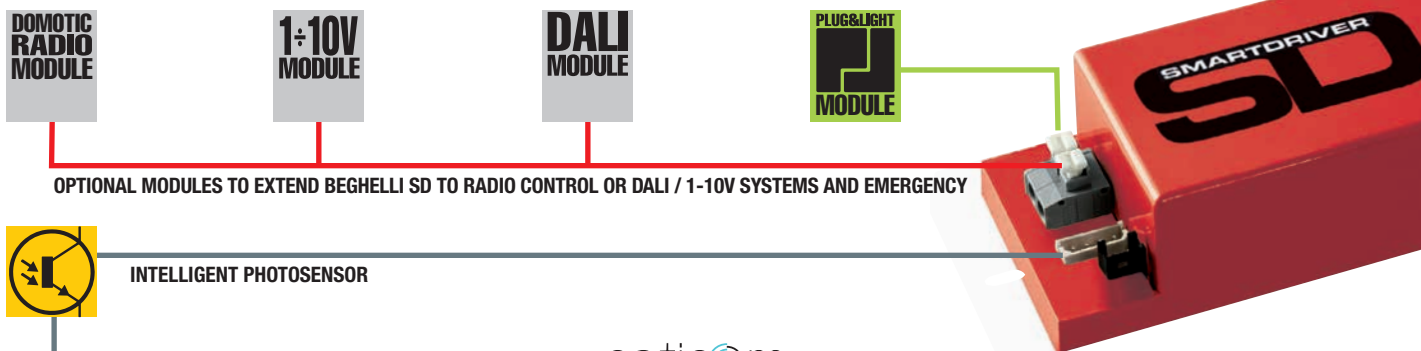 DOMOTIC
RADIO
MODULE
1÷10V
MODULE
DALI
MODULE
PLUG&LIGHT
MODULE
SMARTDRIVER
SD
OPTIONAL MODULES TO EXTEND BEGHELLI SD TO RADIO CONTROL OR DALI / 1-10V SYSTEMS AND EMERGENCY
INTELLIGENT PHOTOSENSOR